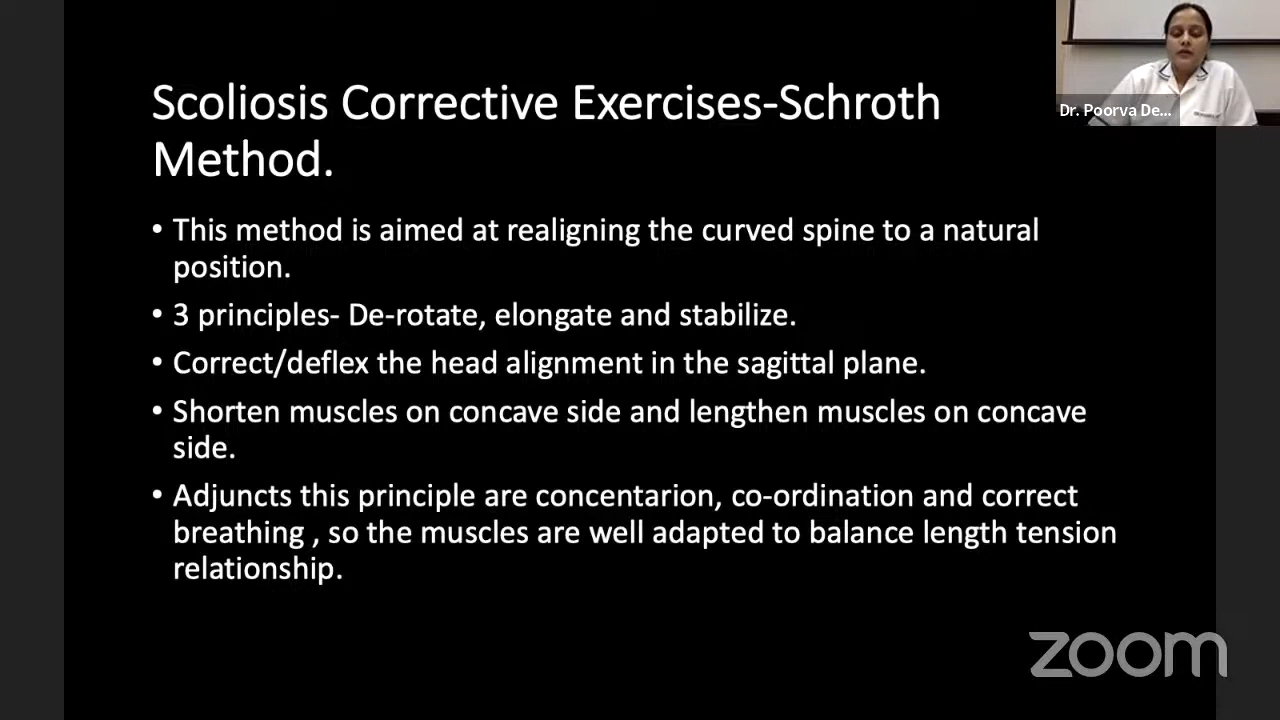 Scoliosis Corrective Exercises-Schroth
Method.
• This method is aimed at realigning the curved spine to a natural
position.
• 3 principles- De-rotate, elongate and stabilize.
• Correct/deflex the head alignment in the sagittal plane.
• Shorten muscles on concave side and lengthen muscles on concave
side.
• Adjuncts this principle are concentarion, co-ordination and correct
breathing , so the muscles are well adapted to balance length tension
relationship.
Dr. Poorva De...
zoom